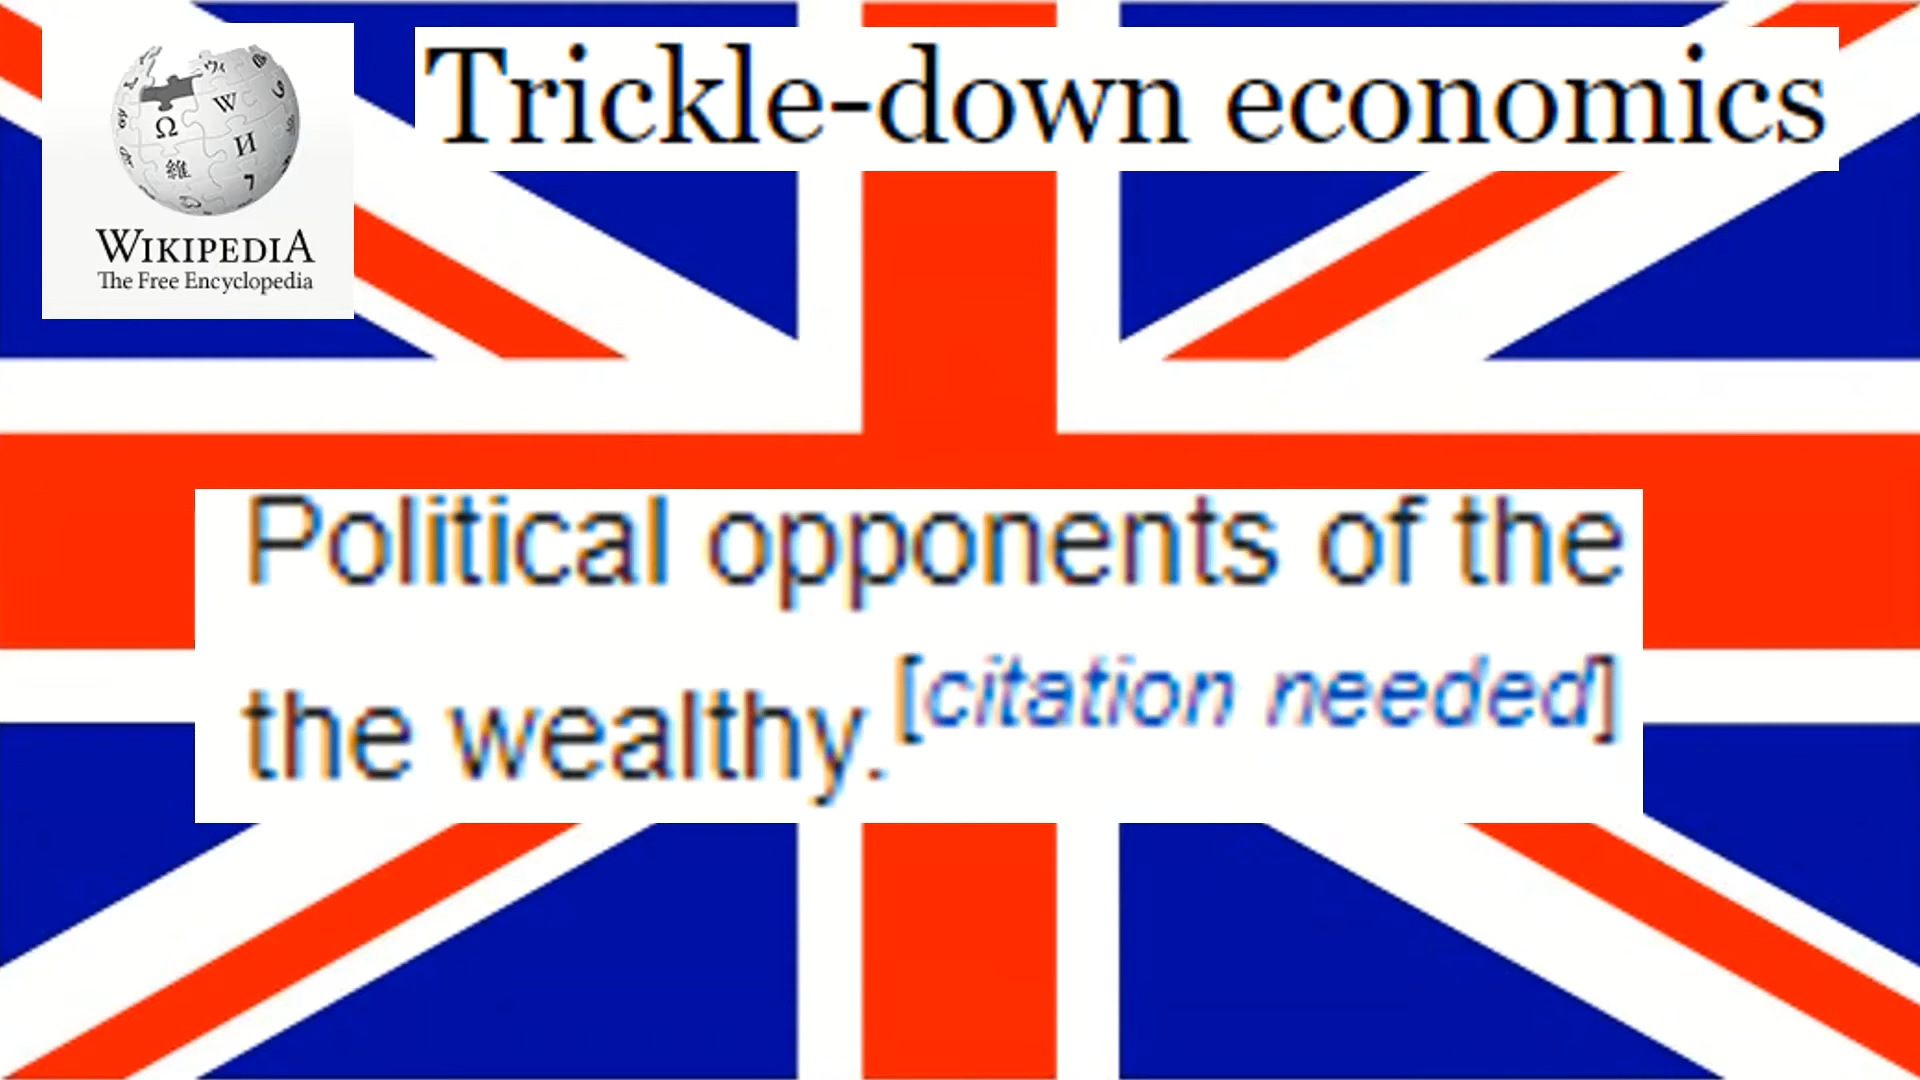 WIKIPEDIA
The Free Encyclopedia
Trickle-down economics
Political opponents of the
the wealthy.[citation needed]